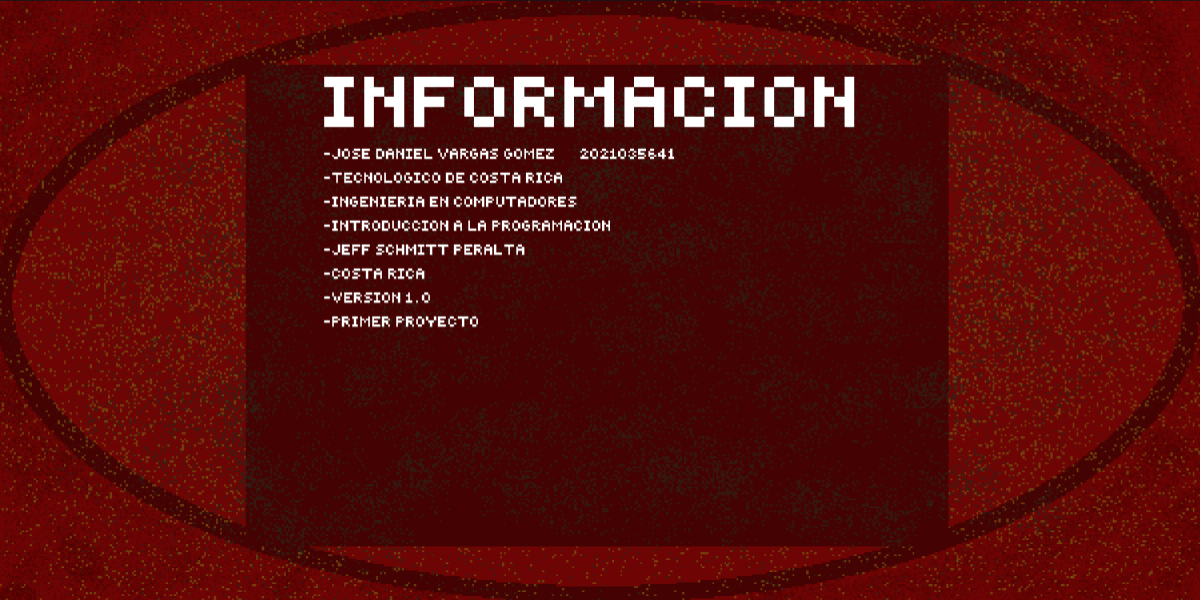 INFORMACION
-JOSE DANIEL VARGAS GOMEZ 2021035641
-TECNOLOGICO DE COSTA RICA
-INGENIERIA EN COMPUTADORES
-INTRODUCCION A LA PROGRAMACION
-JEFF SCHMITT PERALTA
-COSTA RICA
-VERSION 1.0
-PRIMER PROYECTO